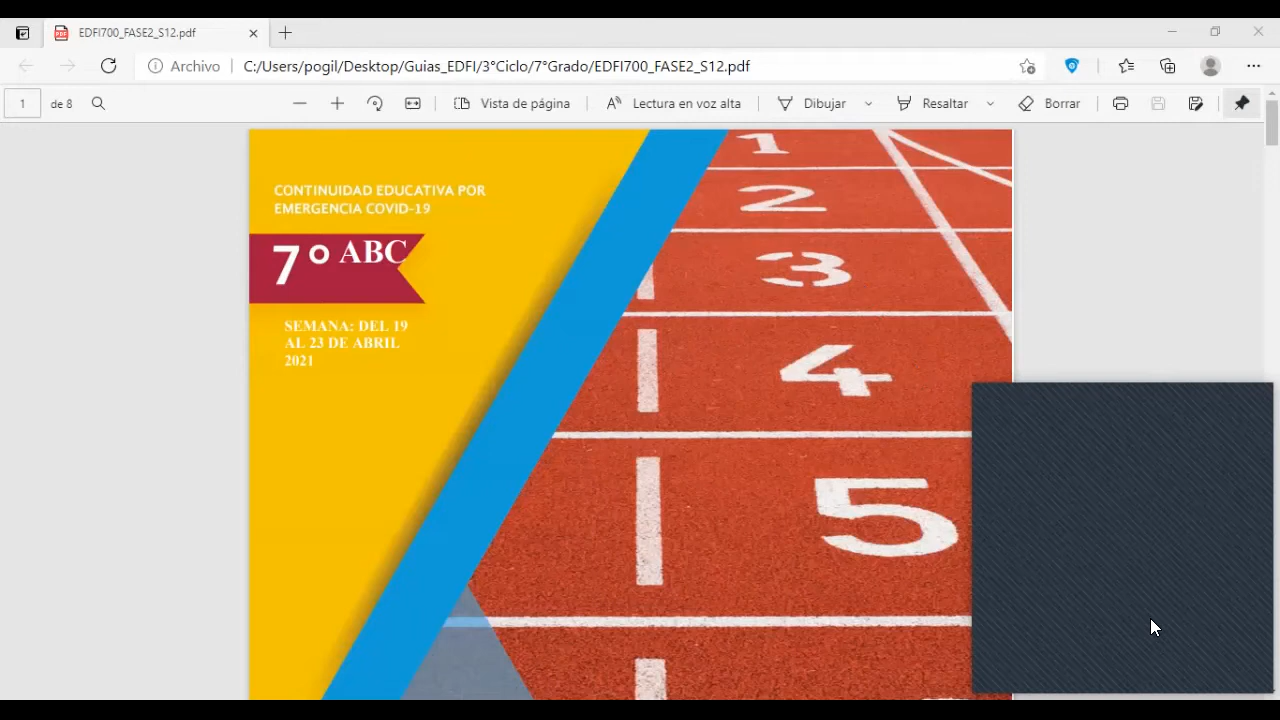 EDFI700_FASE2_S12.pdf
Archivo
C:/Users/pogil/Desktop/Guias_EDFI/3°Ciclo/7°Grado/EDFI700_FASE2_S12.pdf
1 de 8
Vista de página
Lectura en voz alta
Dibujar
Resaltar
Borrar
CONTINUIDAD EDUCATIVA POR
EMERGENCIA COVID-19
7° ABC
SEMANA: DEL 19
AL 23 DE ABRIL
2021
1
2
3
4
5